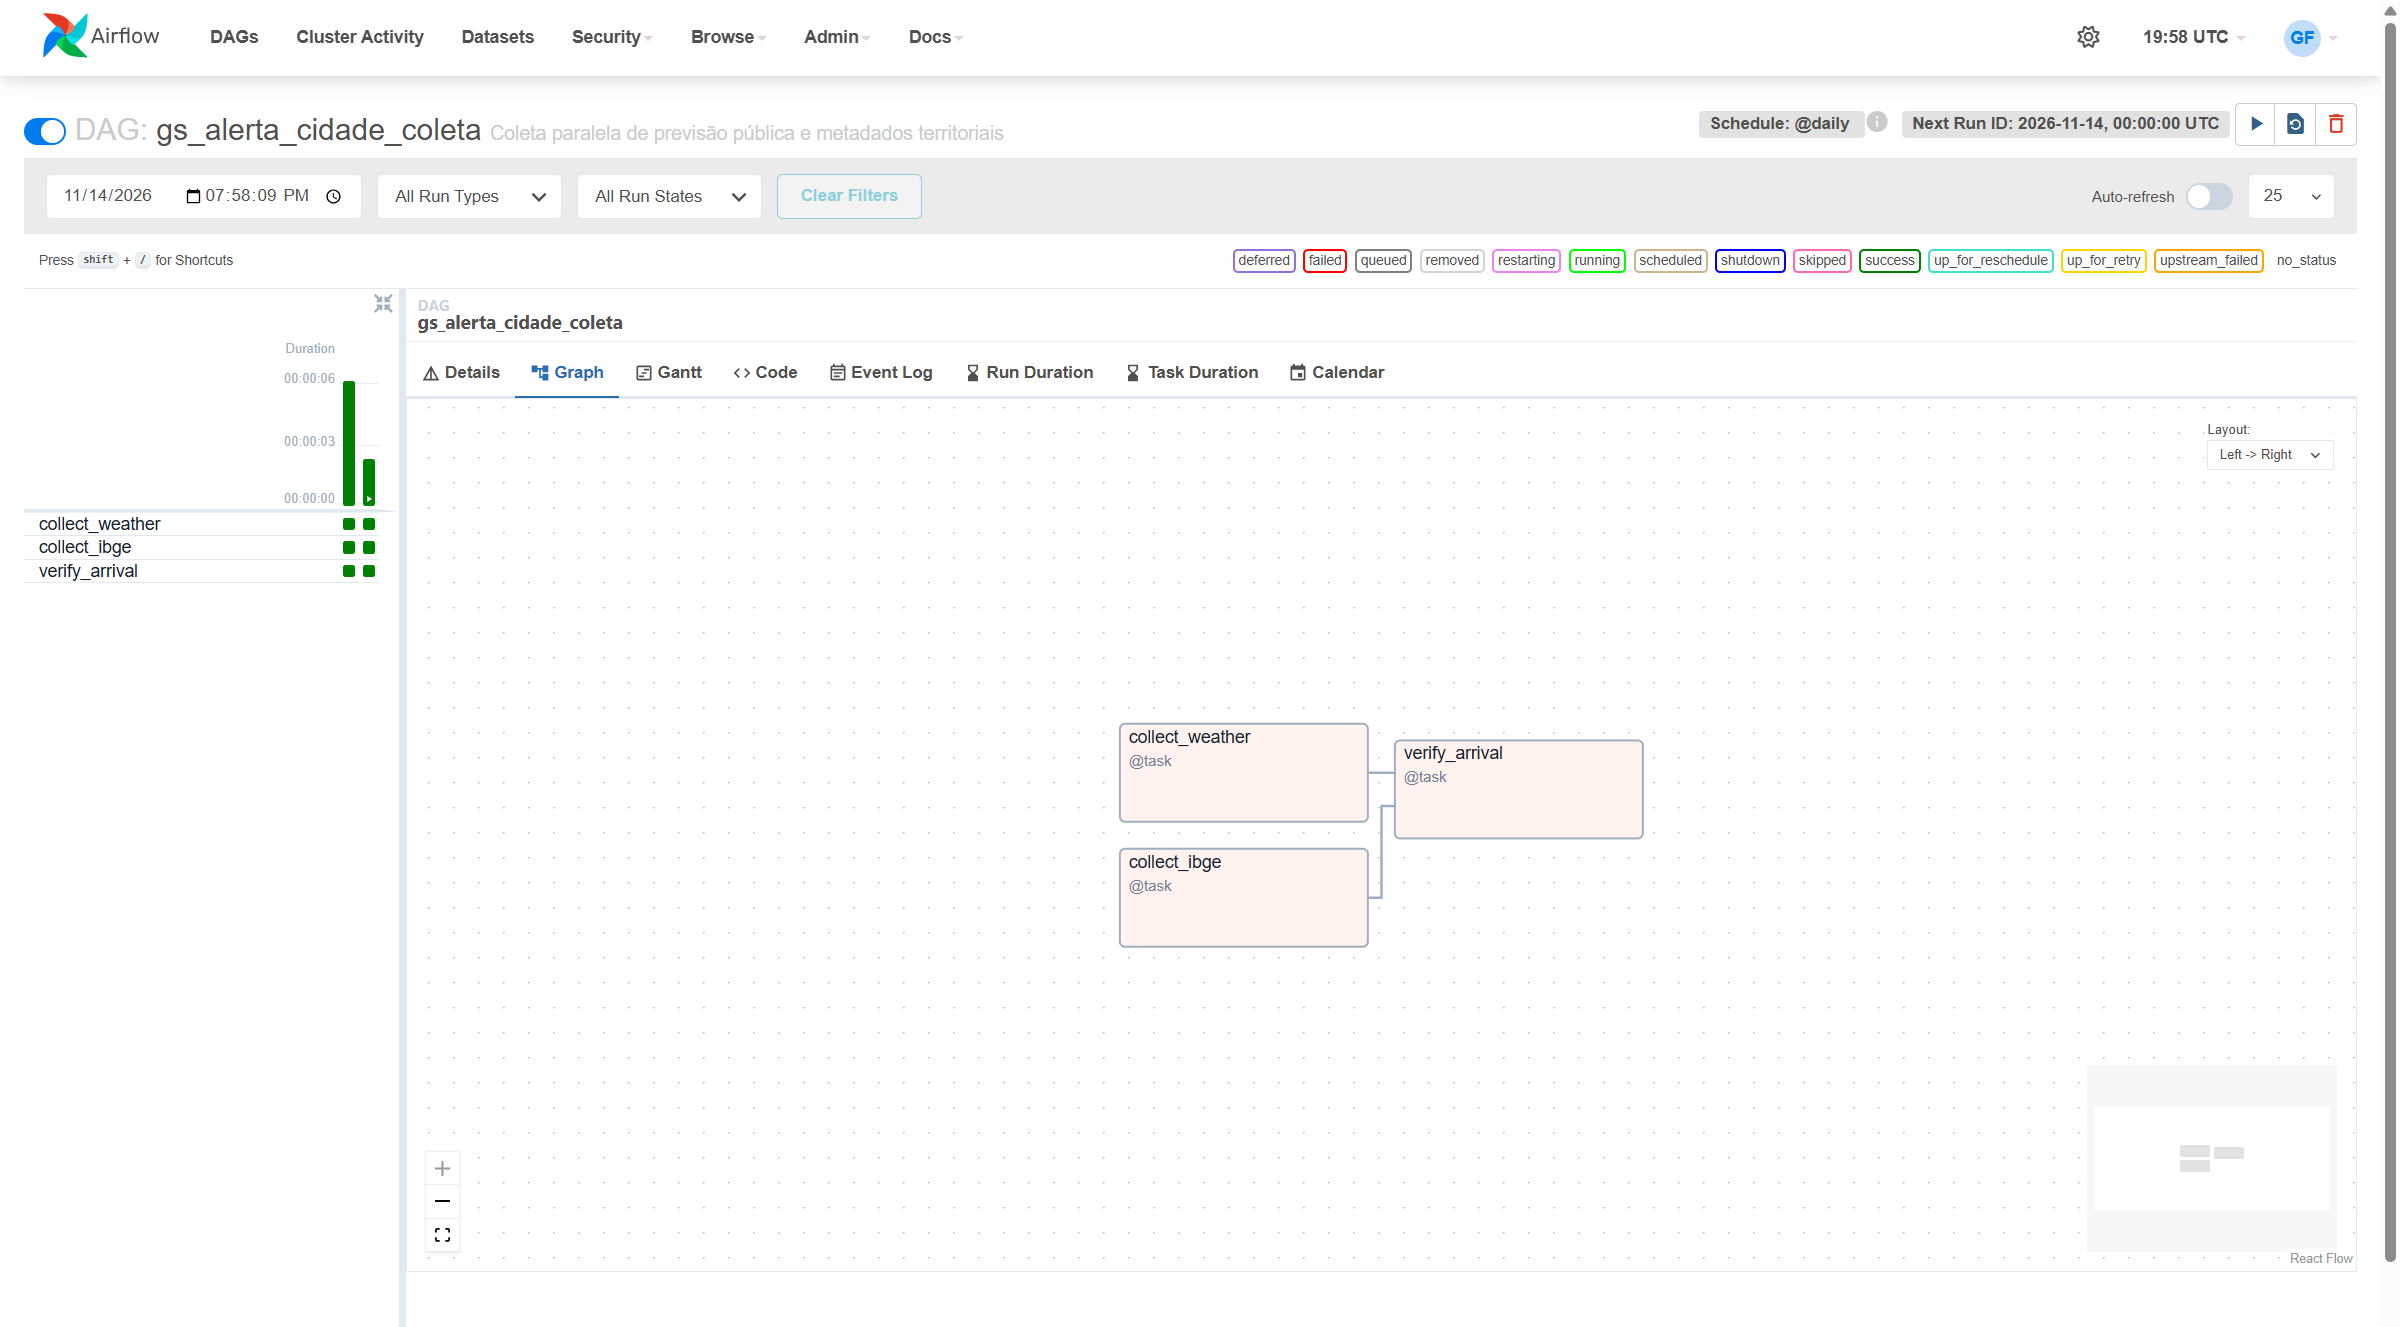 Airflow DAGs Cluster Activity Datasets Security Browse Admin Docs 19:58 UTC GF
DAG: gs_alerta_cidade_coleta Coleta paralela de previsão pública e metadados territoriais Schedule: @daily i Next Run ID: 2026-11-14, 00:00:00 UTC
11/14/2026 07:58:09 PM All Run Types All Run States Clear Filters Auto-refresh 25
Press shift + / for Shortcuts deferred failed queued removed restarting running scheduled shutdown skipped success up_for_reschedule up_for_retry upstream_failed no_status
DAG
gs_alerta_cidade_coleta
Duration
00:00:06
00:00:03
00:00:00
collect_weather
collect_ibge
verify_arrival
Details Graph Gantt Code Event Log Run Duration Task Duration Calendar
Layout:
Left -> Right
collect_weather
@task
verify_arrival
@task
collect_ibge
@task
React Flow